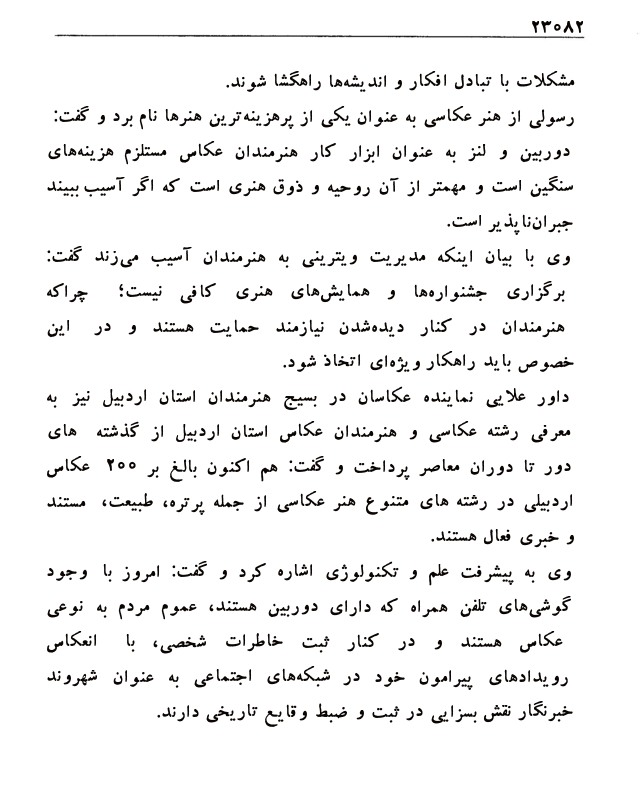 ۲۳۰۸۲
مشکلات با تبادل افکار و اندیشه‌ها راهگشا شوند.
رسولی از هنر عکاسی به عنوان یکی از پرهزینه‌ترین هنرها نام برد و گفت:
دوربین و لنز به عنوان ابزار کار هنرمندان عکاس مستلزم هزینه‌های
سنگین است و مهمتر از آن روحیه و ذوق هنری است که اگر آسیب ببیند
جبران‌ناپذیر است.
وی با بیان اینکه مدیریت ویترینی به هنرمندان آسیب می‌زند گفت:
برگزاری جشنواره‌ها و همایش‌های هنری کافی نیست؛ چراکه
هنرمندان در کنار دیده‌شدن نیازمند حمایت هستند و در این
خصوص باید راهکار ویژه‌ای اتخاذ شود.
داور علایی نماینده عکاسان در بسیج هنرمندان استان اردبیل نیز به
معرفی رشته عکاسی و هنرمندان عکاس استان اردبیل از گذشته های
دور تا دوران معاصر پرداخت و گفت: هم اکنون بالغ بر ۲۰۰ عکاس
اردبیلی در رشته های متنوع هنر عکاسی از جمله پرتره، طبیعت، مستند
و خبری فعال هستند.
وی به پیشرفت علم و تکنولوژی اشاره کرد و گفت: امروز با وجود
گوشی‌های تلفن همراه که دارای دوربین هستند، عموم مردم به نوعی
عکاس هستند و در کنار ثبت خاطرات شخصی، با انعکاس
رویدادهای پیرامون خود در شبکه‌های اجتماعی به عنوان شهروند
خبرنگار نقش بسزایی در ثبت و ضبط وقایع تاریخی دارند.